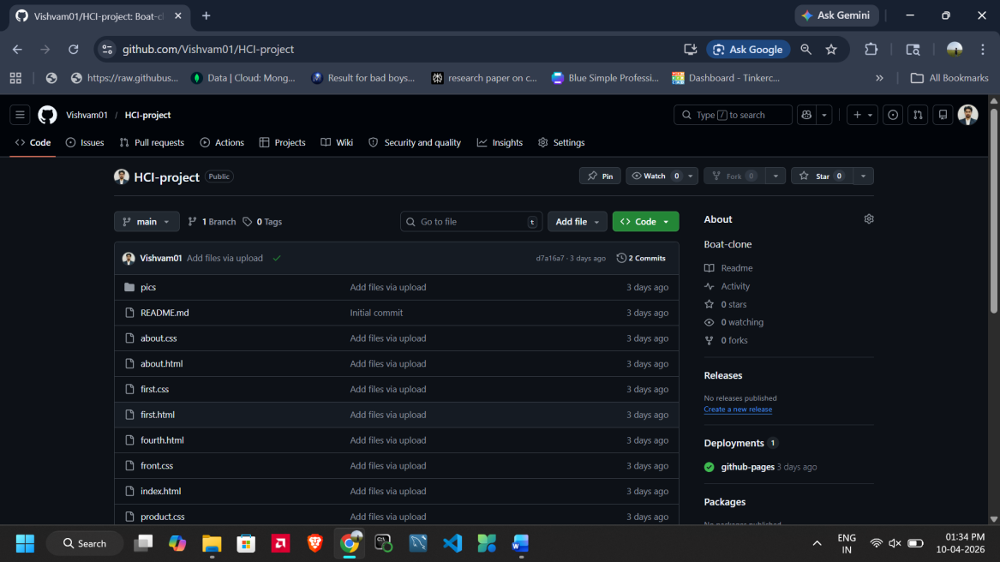 Vishvam01/HCI-project: Boat-cl
Ask Gemini
github.com/Vishvam01/HCI-project
Ask Google
https://raw.githubus...
Data | Cloud: Mong...
Result for bad boys...
research paper on c...
Blue Simple Professi...
Dashboard - Tinkerc...
All Bookmarks
Vishvam01 / HCI-project
Type / to search
Code
Issues
Pull requests
Actions
Projects
Wiki
Security and quality
Insights
Settings
HCI-project Public
Pin
Watch 0
Fork 0
Star 0
main
1 Branch
0 Tags
Go to file t
Add file
Code
Vishvam01 Add files via upload
d7a16a7 · 3 days ago
2 Commits
pics Add files via upload 3 days ago
README.md Initial commit 3 days ago
about.css Add files via upload 3 days ago
about.html Add files via upload 3 days ago
first.css Add files via upload 3 days ago
first.html Add files via upload 3 days ago
fourth.html Add files via upload 3 days ago
front.css Add files via upload 3 days ago
index.html Add files via upload 3 days ago
product.css Add files via upload 3 days ago
About
Boat-clone
Readme
Activity
0 stars
0 watching
0 forks
Releases
No releases published
Create a new release
Deployments 1
github-pages 3 days ago
Packages
No packages published
Search
ENG
IN
01:34 PM
10-04-2026